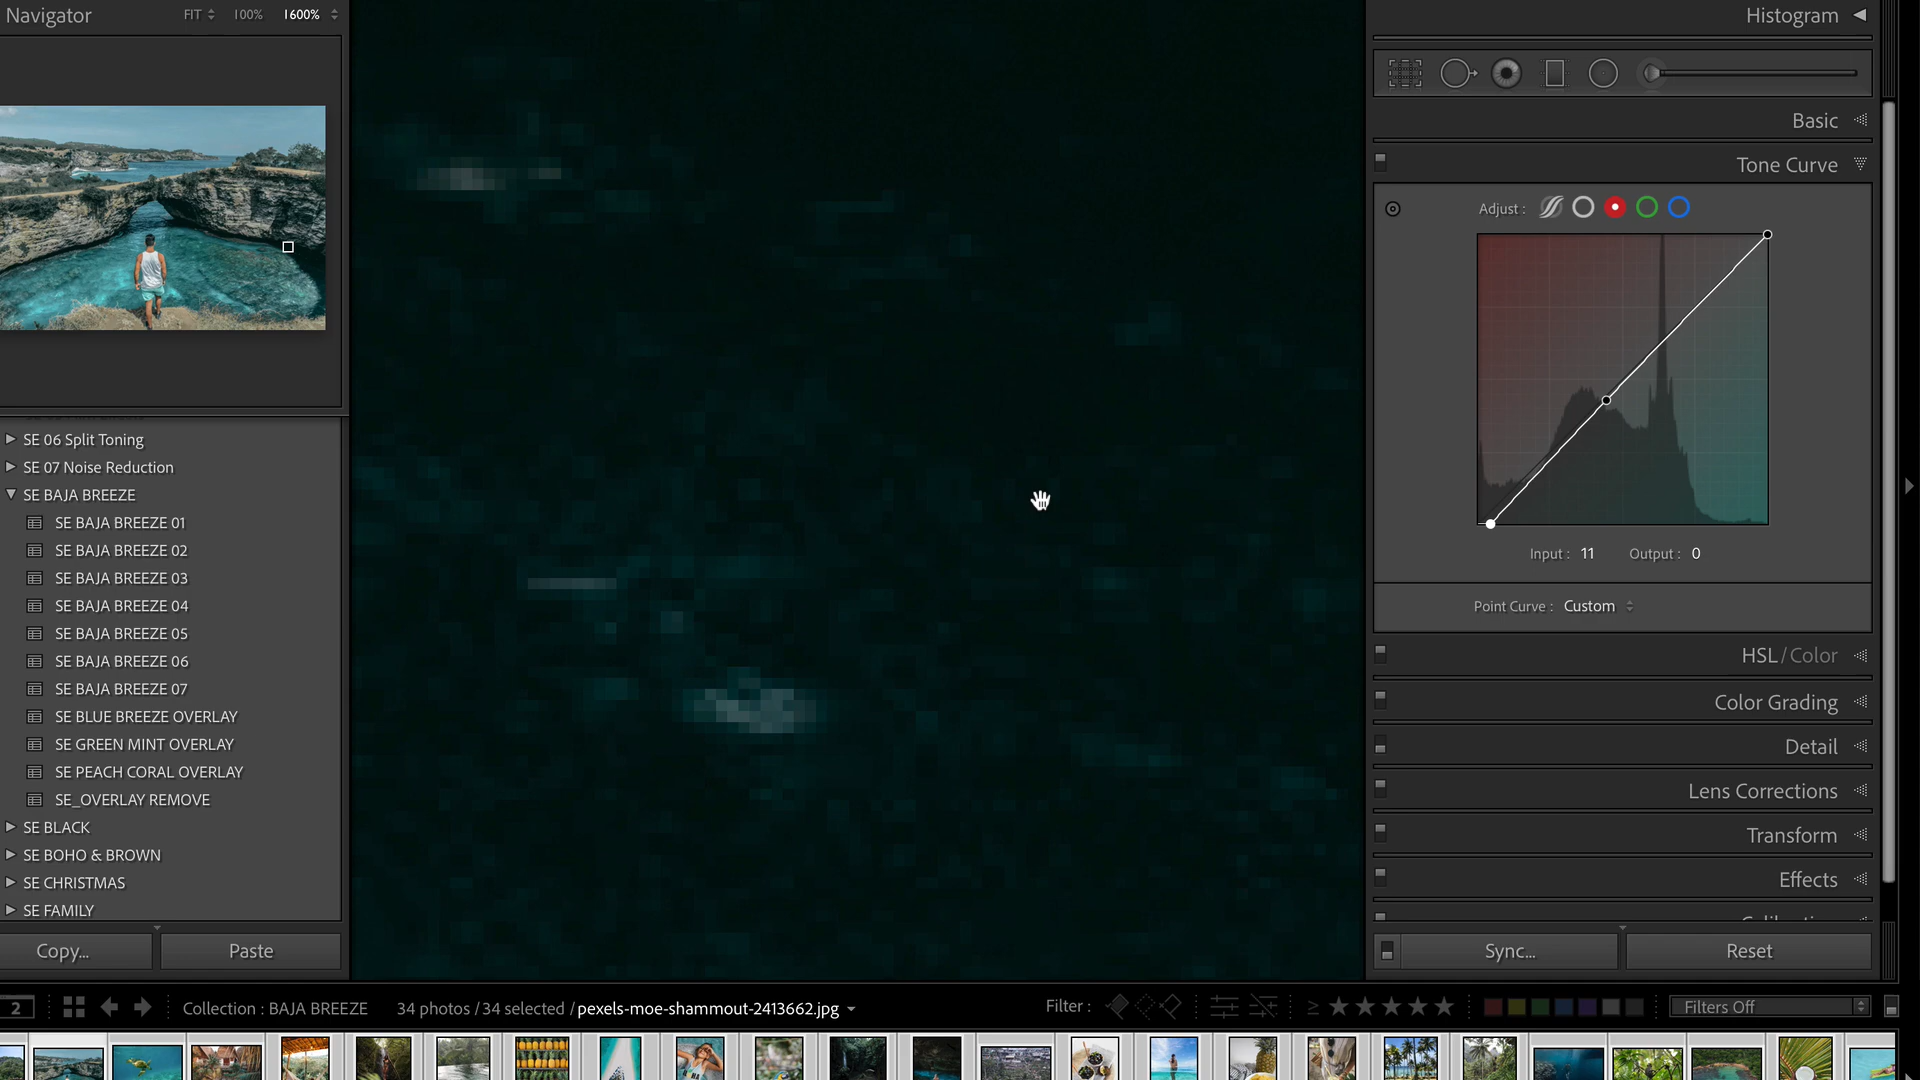 Navigator FIT 100% 1600%
Histogram
Basic
Tone Curve
Adjust :
Input : 11 Output : 0
Point Curve : Custom
HSL / Color
Color Grading
Detail
Lens Corrections
Transform
Effects
SE 06 Split Toning
SE 07 Noise Reduction
SE BAJA BREEZE
SE BAJA BREEZE 01
SE BAJA BREEZE 02
SE BAJA BREEZE 03
SE BAJA BREEZE 04
SE BAJA BREEZE 05
SE BAJA BREEZE 06
SE BAJA BREEZE 07
SE BLUE BREEZE OVERLAY
SE GREEN MINT OVERLAY
SE PEACH CORAL OVERLAY
SE_OVERLAY REMOVE
SE BLACK
SE BOHO & BROWN
SE CHRISTMAS
SE FAMILY
Copy... Paste
Sync... Reset
2 Collection : BAJA BREEZE 34 photos / 34 selected / pexels-moe-shammout-2413662.jpg Filter : ≥ Filters Off